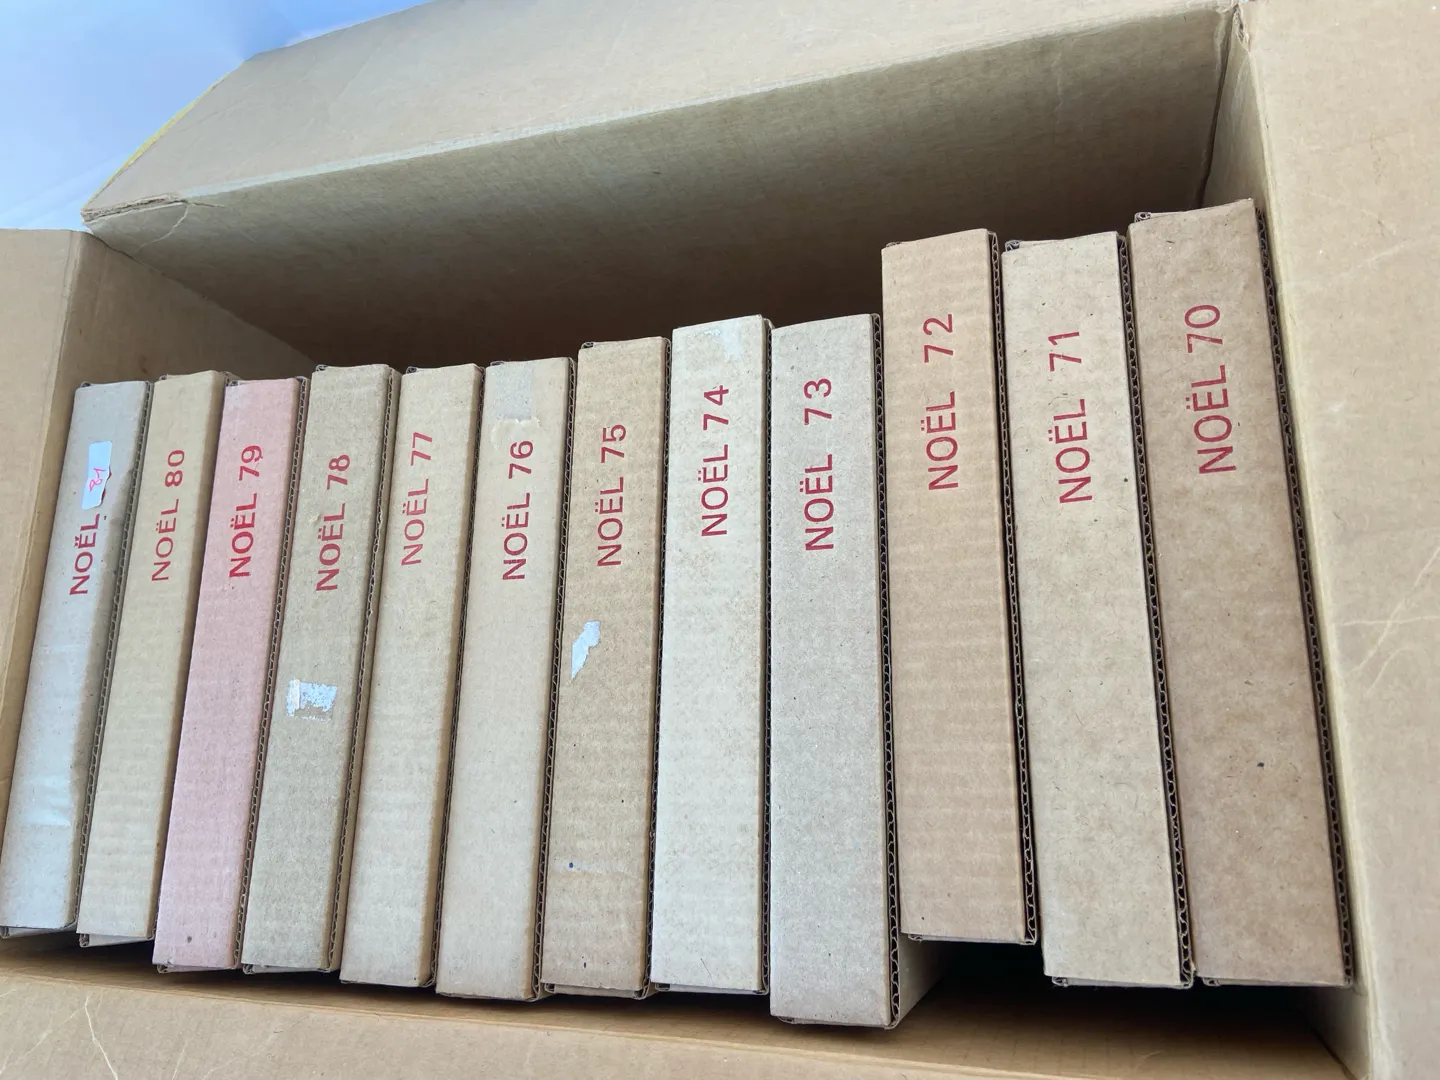 NOËL 81
NOËL 80
NOËL 79
NOËL 78
NOËL 77
NOËL 76
NOËL 75
NOËL 74
NOËL 73
NOËL 72
NOËL 71
NOËL 70